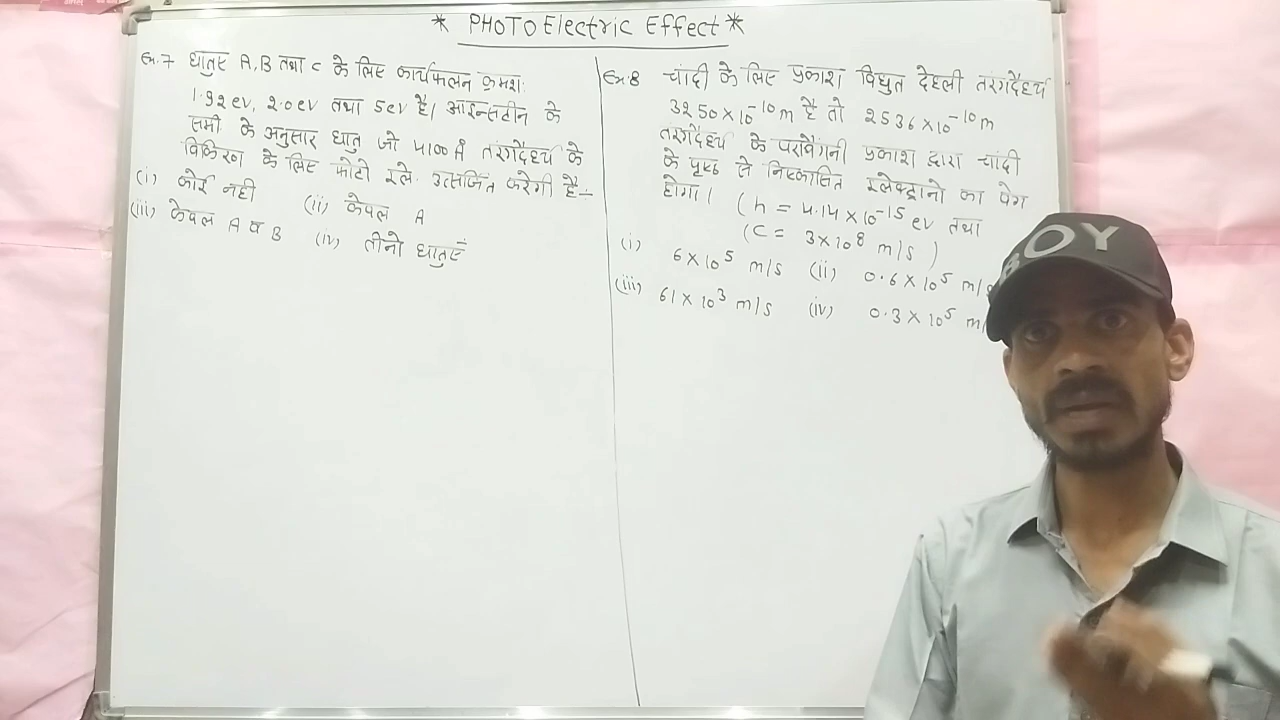 * PHOTO Electric Effect *
Ex.7 धातुए A, B तथा C के लिए कार्यफलन क्रमशः
1.92 eV, 2.0 eV तथा 5 eV है। आइन्सटीन के
समी के अनुसार धातु जो 4100 Å तरंगदैर्ध्य के
विकिरण के लिए फोटो इले. उत्सर्जित करेगी है:-
(i) कोई नही (ii) केवल A
(iii) केवल A व B (iv) तीनो धातुएँ
Ex.8 चांदी के लिए प्रकाश विधुत देहली तरंगदैर्ध्य
3250 × 10⁻¹⁰ m है तो 2536 × 10⁻¹⁰ m
तरंगदैर्ध्य के पराबैंगनी प्रकाश द्वारा चांदी
के पृष्ठ से निष्कासित इलेक्ट्रानो का वेग
होगा। (h = 4.14 × 10⁻¹⁵ eV तथा
(C = 3 × 10⁸ m/s)
(i) 6 × 10⁵ m/s (ii) 0.6 × 10⁵ m/s
(iii) 61 × 10³ m/s (iv) 0.3 × 10⁵ m/
BOY